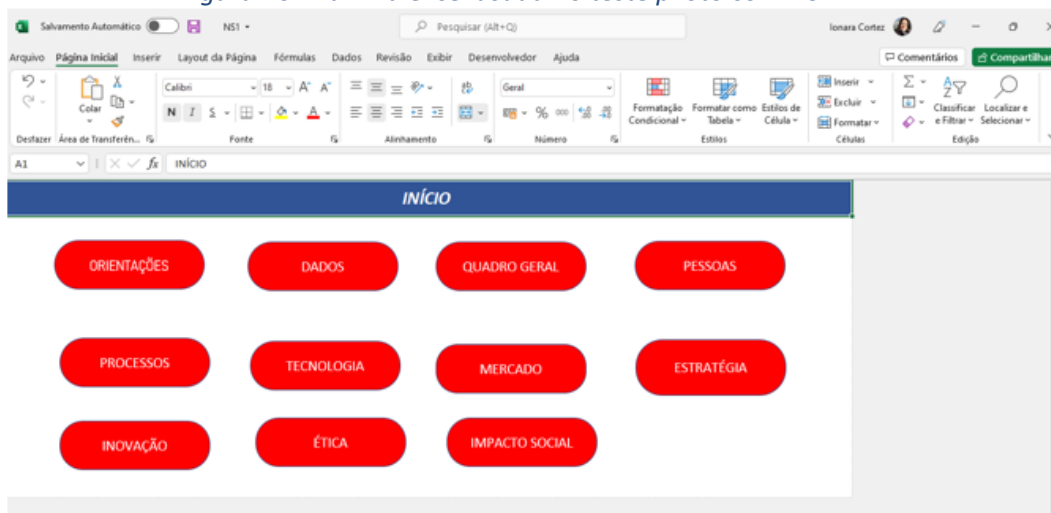 Salvamento Automático NS1 Pesquisar (Alt+Q) Ionara Cortez
Arquivo Página Inicial Inserir Layout da Página Fórmulas Dados Revisão Exibir Desenvolvedor Ajuda Comentários Compartilhar
Colar
Calibri 18 A A
N I S A
Geral
% 000
Formatação Condicional
Formatar como Tabela
Estilos de Célula
Inserir
Excluir
Formatar
Classificar e Filtrar
Localizar e Selecionar
Desfazer Área de Transferên... Fonte Alinhamento Número Estilos Células Edição
A1 fx INÍCIO
INÍCIO
ORIENTAÇÕES DADOS QUADRO GERAL PESSOAS
PROCESSOS TECNOLOGIA MERCADO ESTRATÉGIA
INOVAÇÃO ÉTICA IMPACTO SOCIAL